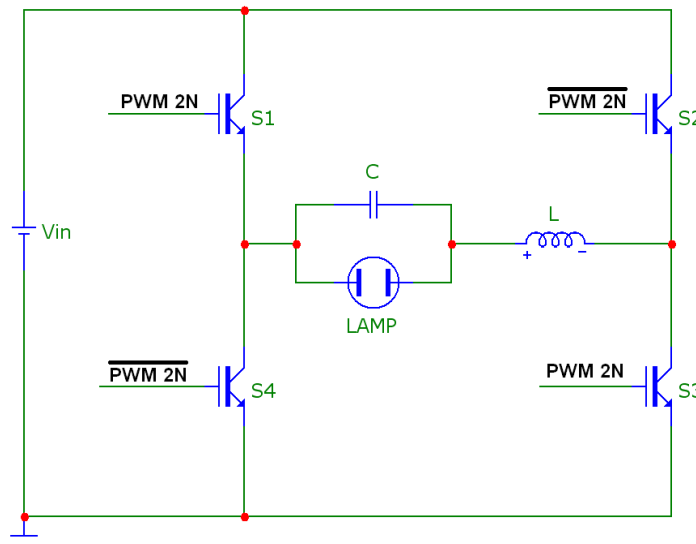 PWM 2N
S1
PWM 2N
S2
C
Vin
L
+
-
LAMP
PWM 2N
S4
PWM 2N
S3